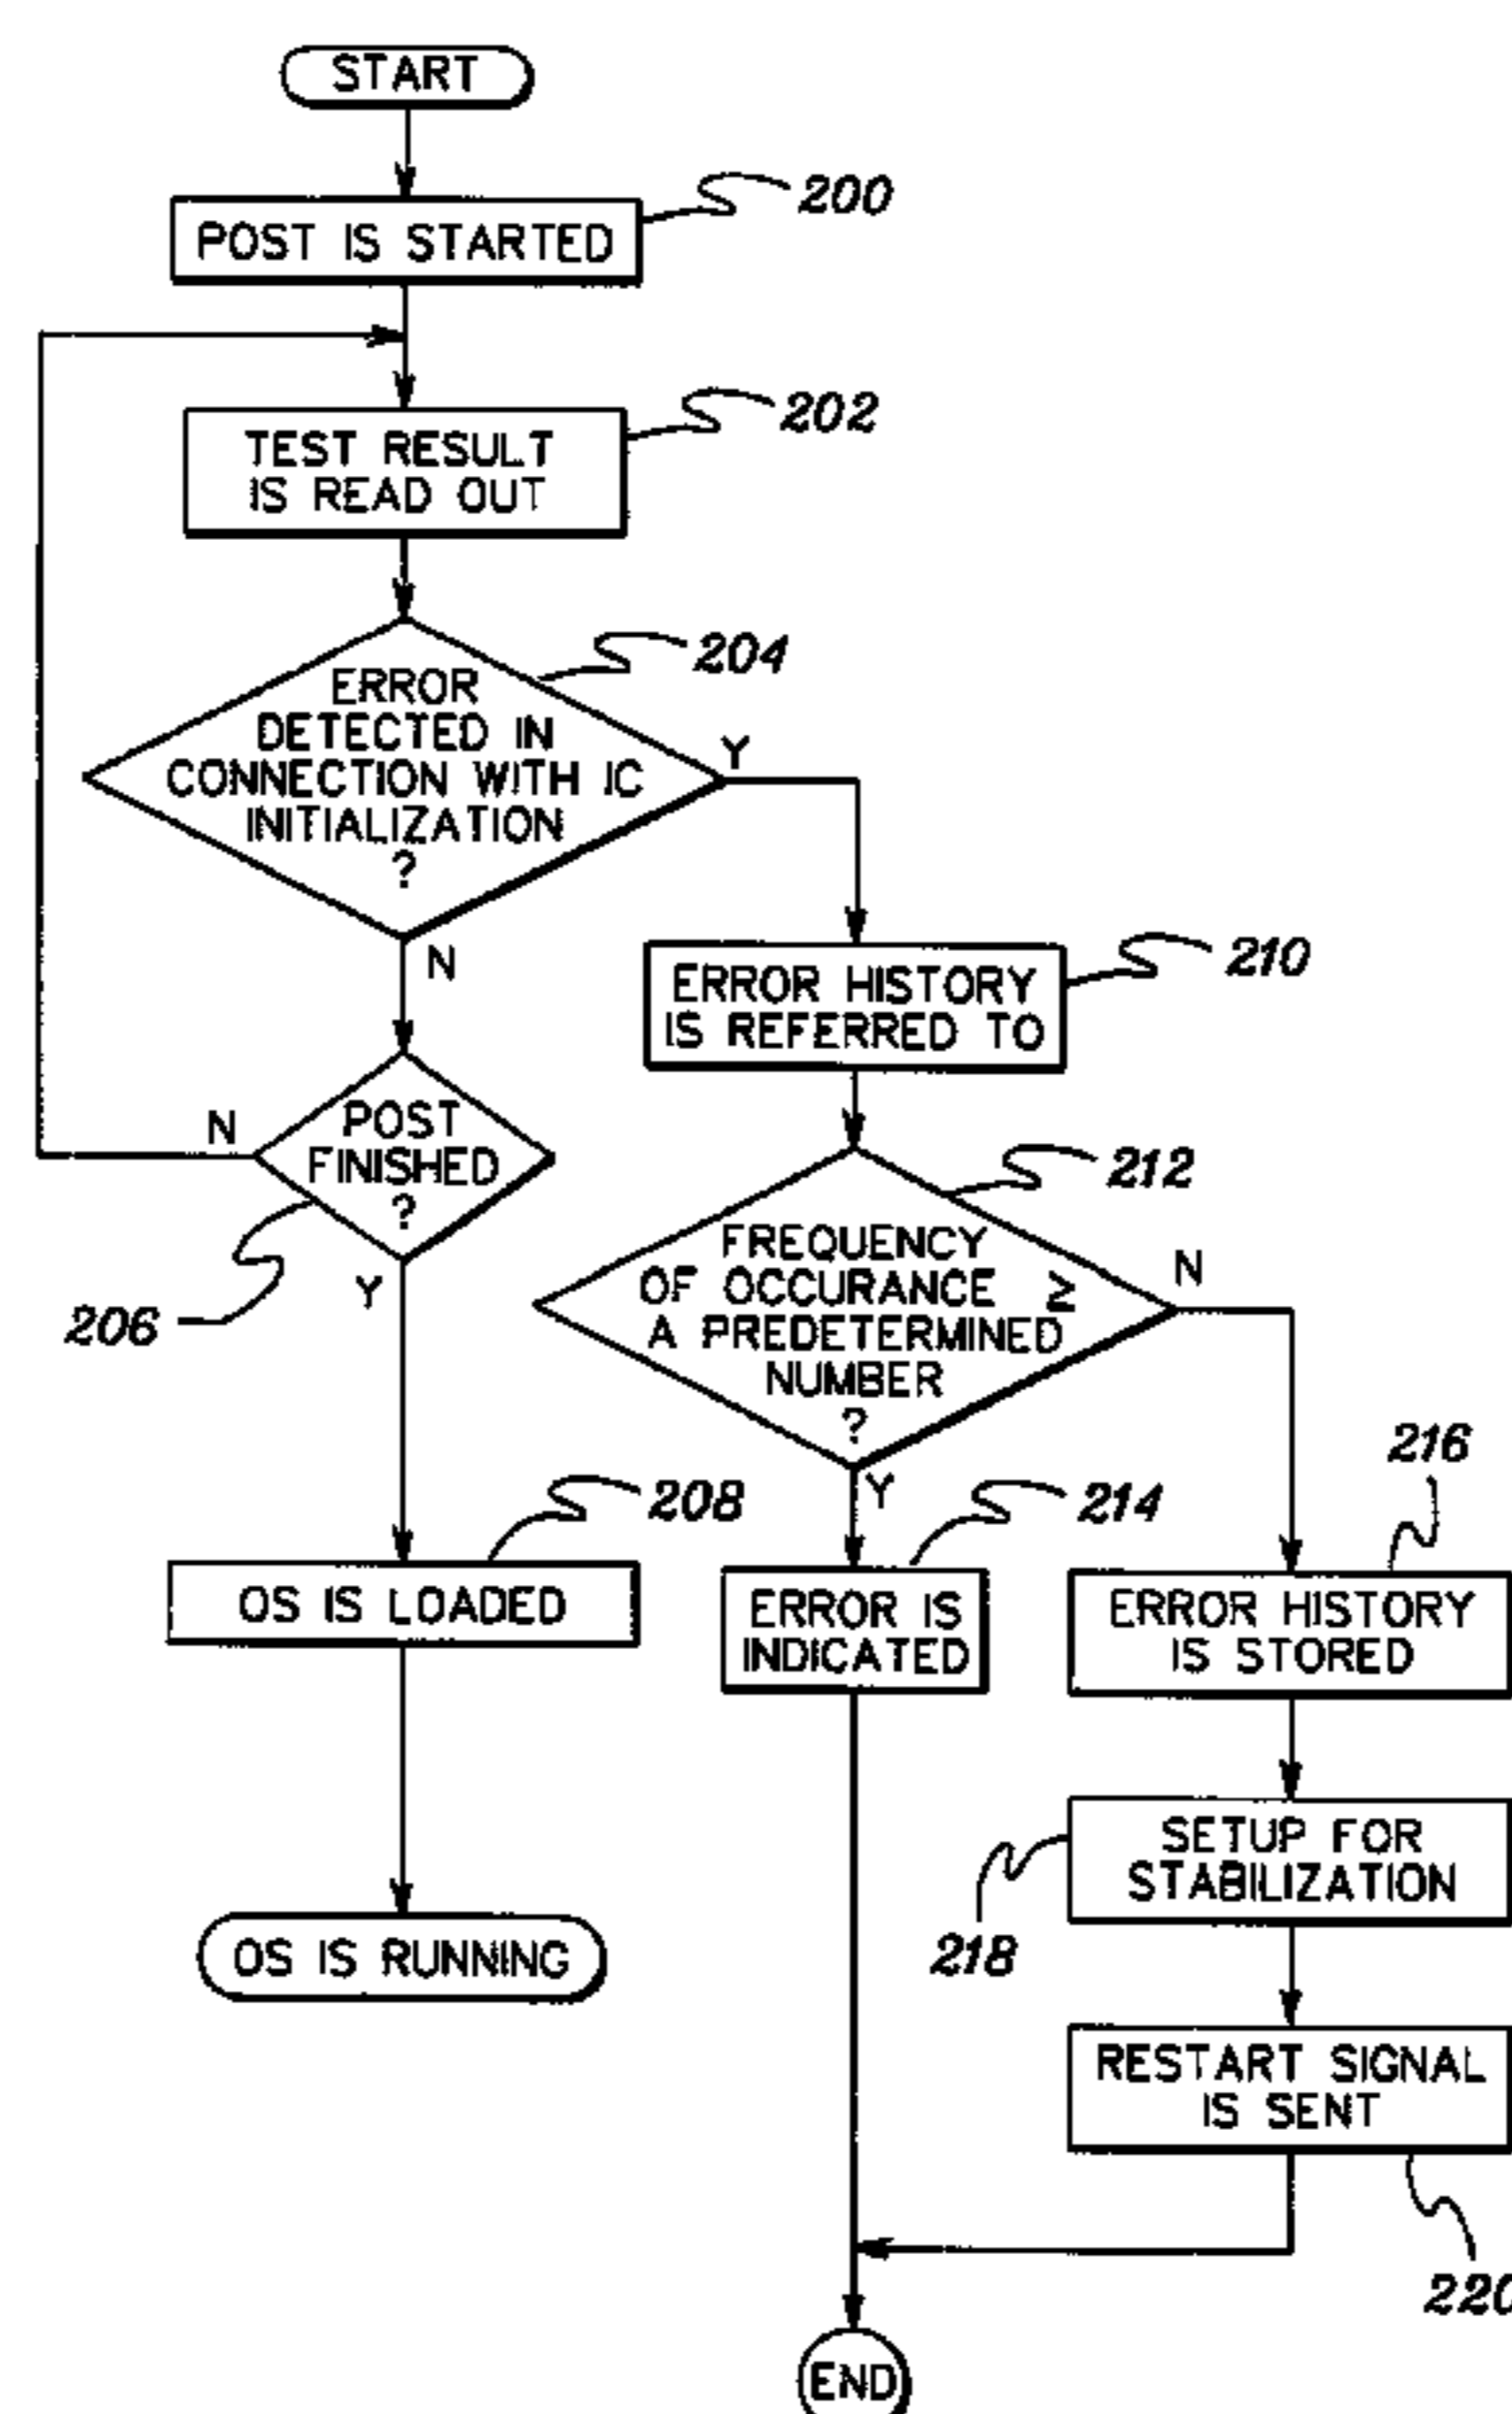 START
POST IS STARTED
200
TEST RESULT
IS READ OUT
202
ERROR
DETECTED IN
CONNECTION WITH IC
INITIALIZATION
?
204
Y
N
ERROR HISTORY
IS REFERRED TO
210
POST
FINISHED
?
N
Y
206
FREQUENCY
OF OCCURANCE ≥
A PREDETERMINED
NUMBER
?
212
N
Y
OS IS LOADED
208
ERROR IS
INDICATED
214
ERROR HISTORY
IS STORED
216
SETUP FOR
STABILIZATION
218
OS IS RUNNING
RESTART SIGNAL
IS SENT
220
END